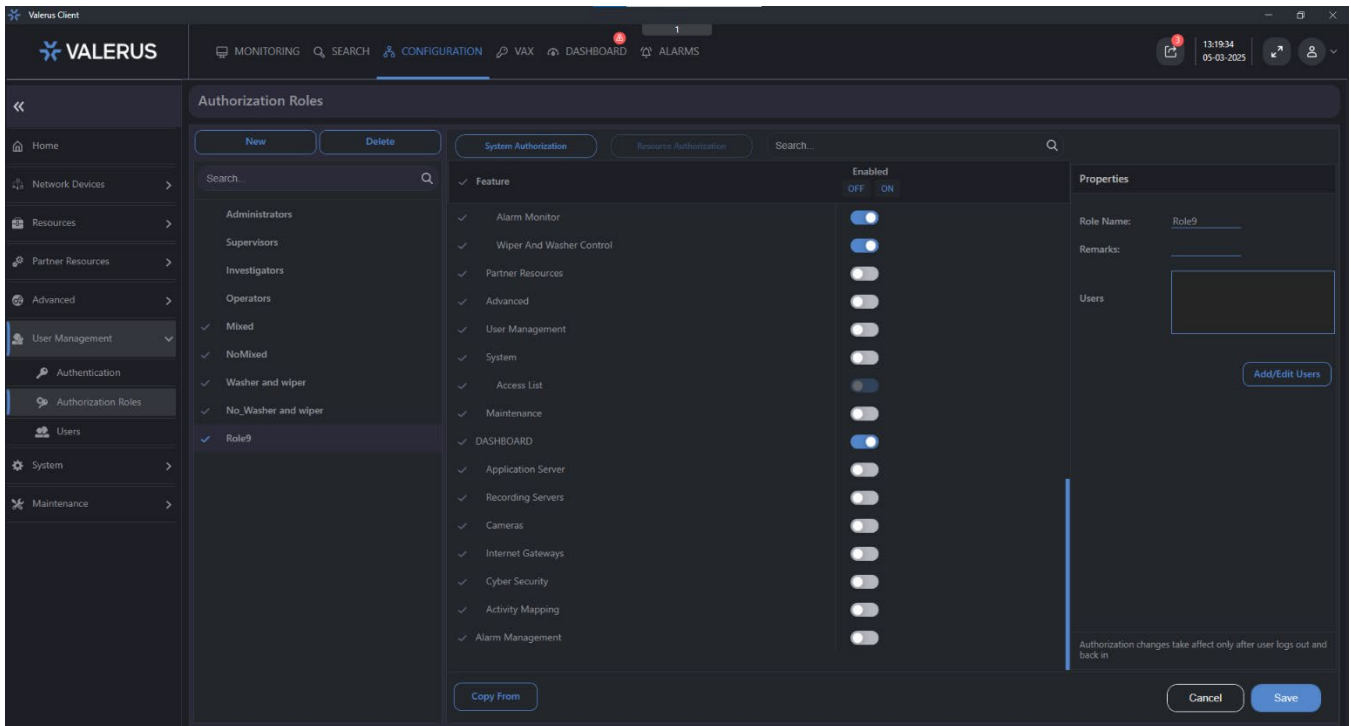 Valerus Client
VALERUS
MONITORING
SEARCH
CONFIGURATION
VAX
DASHBOARD
ALARMS
1
3
13:19:34
05-03-2025
Authorization Roles
Home
Network Devices
Resources
Partner Resources
Advanced
User Management
Authentication
Authorization Roles
Users
System
Maintenance
New
Delete
Search...
Administrators
Supervisors
Investigators
Operators
Mixed
NoMixed
Washer and wiper
No_Washer and wiper
Role9
System Authorization
Resource Authorization
Search...
Feature
Enabled
OFF ON
Alarm Monitor
Wiper And Washer Control
Partner Resources
Advanced
User Management
System
Access List
Maintenance
DASHBOARD
Application Server
Recording Servers
Cameras
Internet Gateways
Cyber Security
Activity Mapping
Alarm Management
Copy From
Properties
Role Name: Role9
Remarks:
Users
Add/Edit Users
Authorization changes take affect only after user logs out and
back in
Cancel
Save